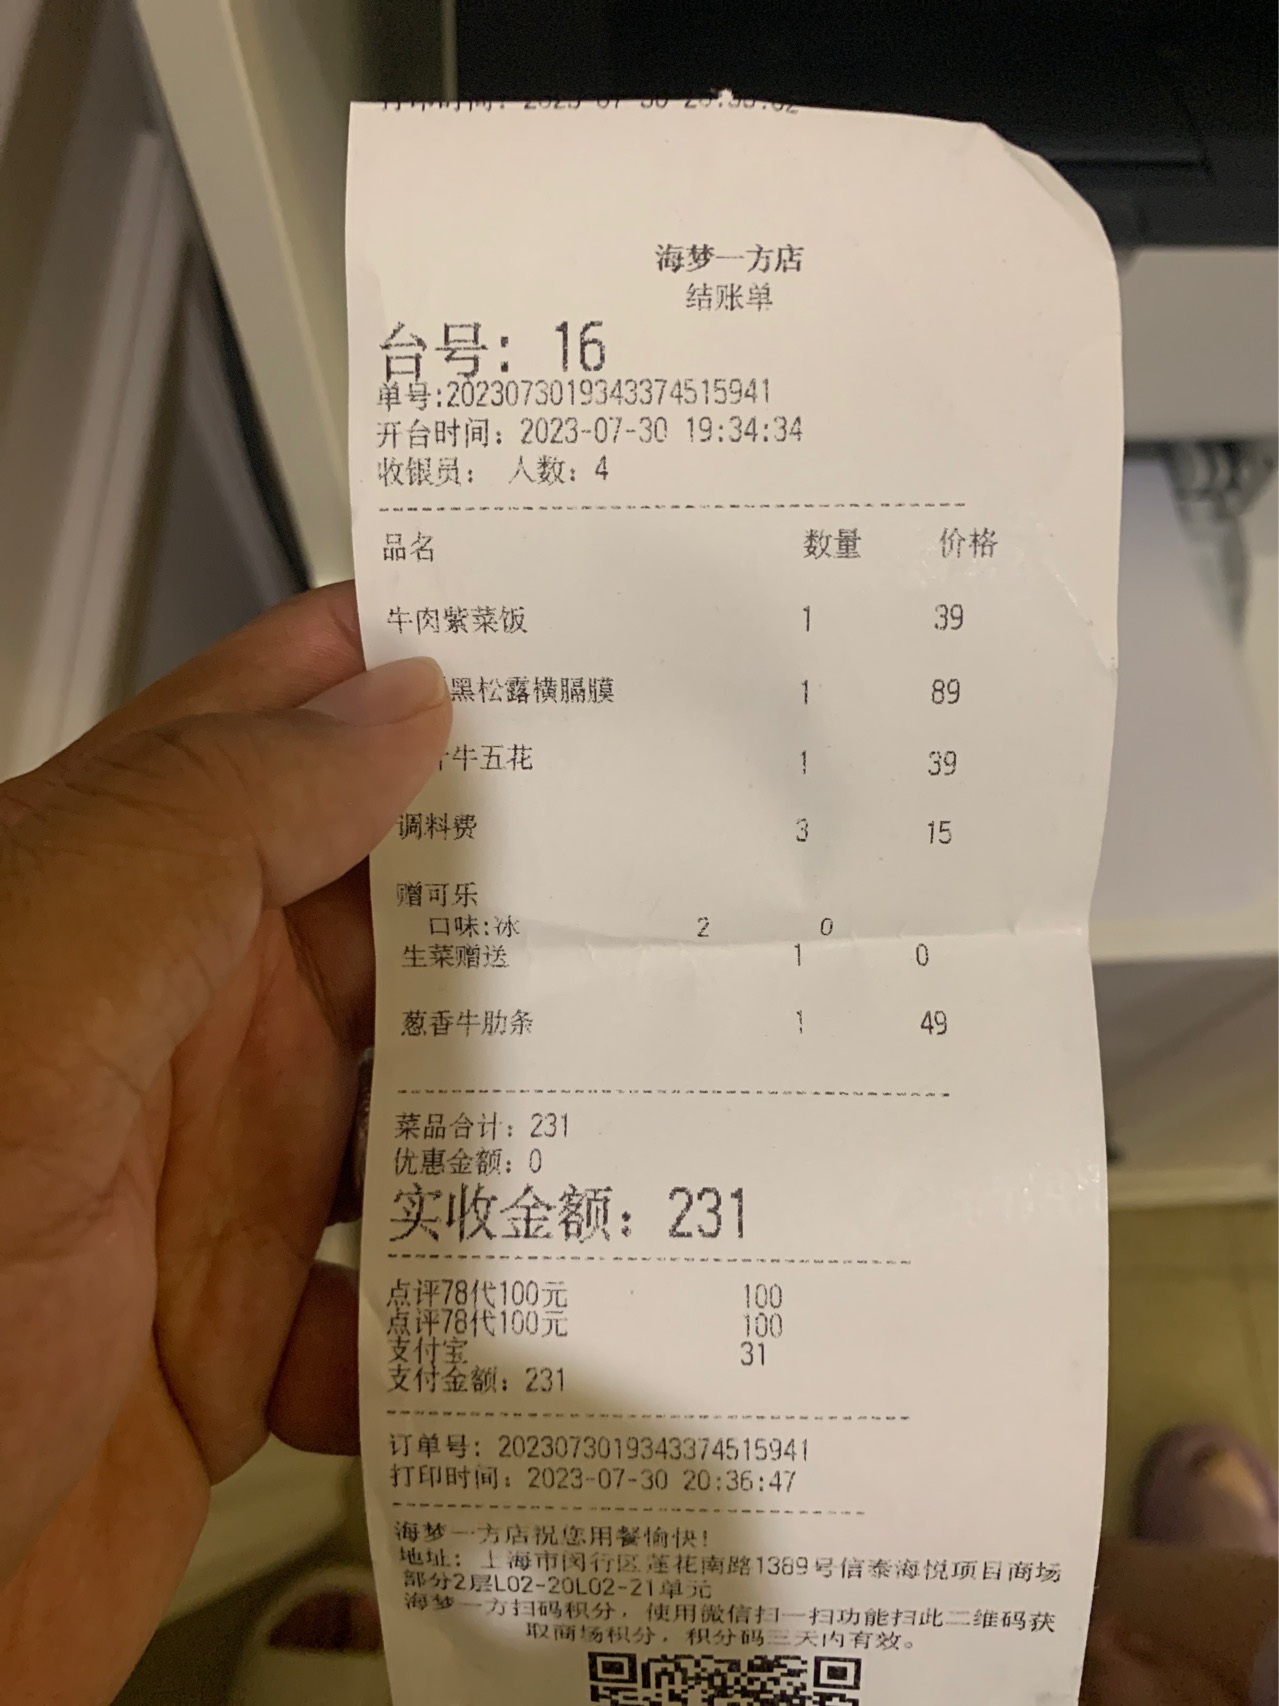 海梦一方店
结账单
台号: 16
单号:2023073019343374515941
开台时间: 2023-07-30 19:34:34
收银员: 人数: 4
品名 数量 价格
牛肉紫菜饭 1 39
黑松露横膈膜 1 89
牛五花 1 39
调料费 3 15
赠可乐
口味:冰 2 0
生菜赠送 1 0
葱香牛肋条 1 49
菜品合计: 231
优惠金额: 0
实收金额: 231
点评78代100元 100
点评78代100元 100
支付宝 31
支付金额: 231
订单号: 2023073019343374515941
打印时间: 2023-07-30 20:36:47
海梦一方店祝您用餐愉快!
地址: 上海市闵行区莲花南路1389号信泰海悦项目商场
部分2层L02-20L02-21单元
海梦一方扫码积分, 使用微信扫一扫功能扫此二维码获
取商场积分, 积分码三天内有效。